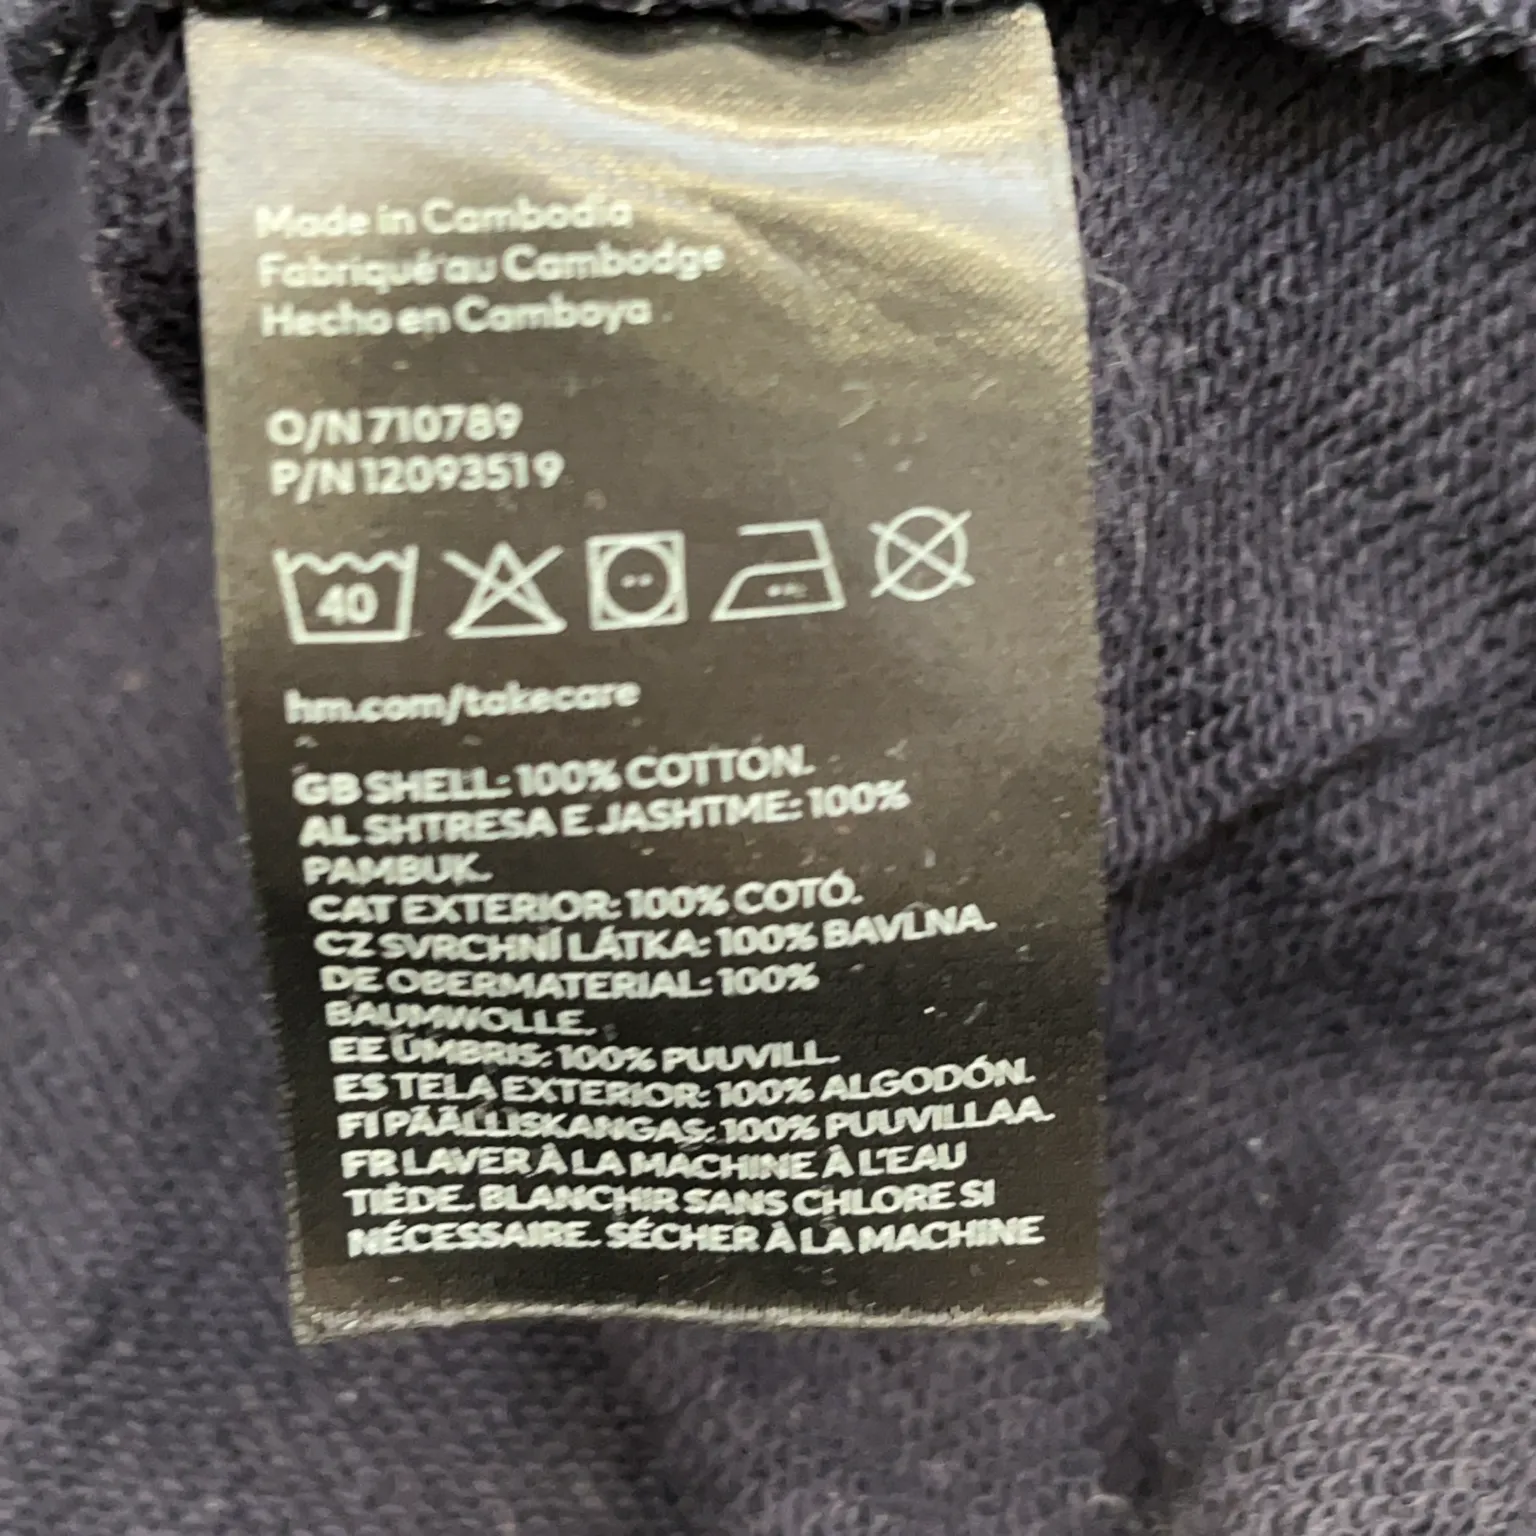 Made in Cambodia
Fabriqué au Cambodge
Hecho en Camboya
O/N 710789
P/N 12093519
40
hm.com/takecare
GB SHELL: 100% COTTON.
AL SHTRESA E JASHTME: 100%
PAMBUK.
CAT EXTERIOR: 100% COTÓ.
CZ SVRCHNÍ LÁTKA: 100% BAVLNA.
DE OBERMATERIAL: 100%
BAUMWOLLE.
EE ÜMBRIS: 100% PUUVILL.
ES TELA EXTERIOR: 100% ALGODÓN.
FI PÄÄLLISKANGAS: 100% PUUVILLAA.
FR LAVER À LA MACHINE À L'EAU
TIÈDE. BLANCHIR SANS CHLORE SI
NÉCESSAIRE. SÉCHER À LA MACHINE